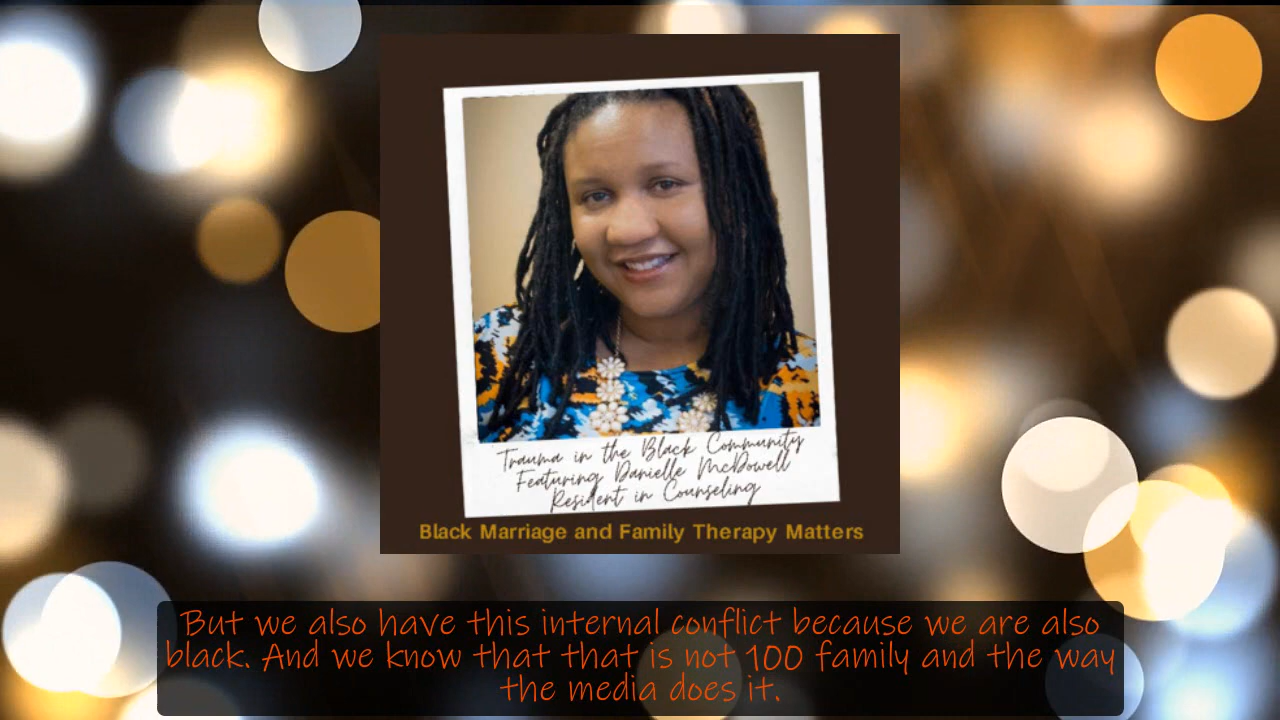 Trauma in the Black Community
Featuring Danielle McDowell
Resident in Counseling
Black Marriage and Family Therapy Matters
But we also have this internal conflict because we are also
black. And we know that that is not 100 family and the way
the media does it.